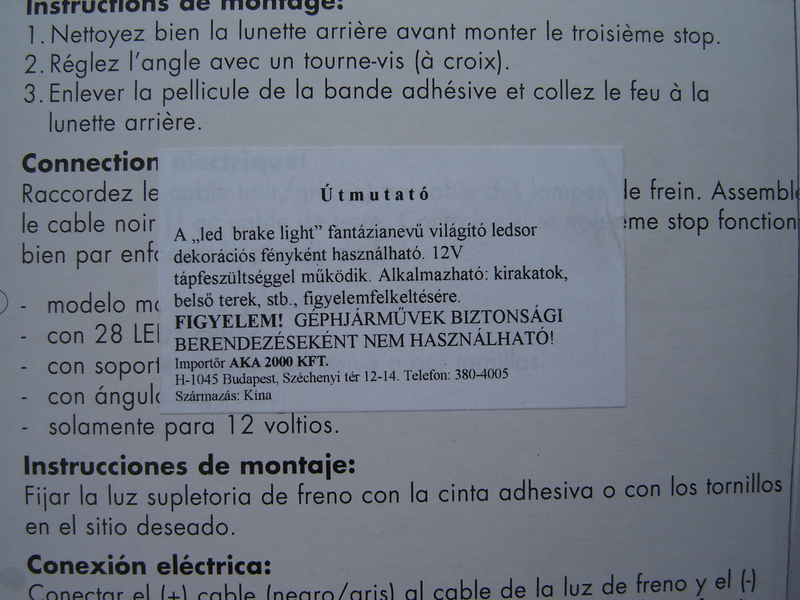 Instructions de montage:
1. Nettoyez bien la lunette arrière avant monter le troisième stop.
2. Réglez l'angle avec un tourne-vis (à croix).
3. Enlever la pellicule de la bande adhésive et collez le feu à la
lunette arrière.
Connection électrique:
Raccordez le de frein. Assemble
le cable noir stop fonction
bien par
Útmutató
A „led brake light” fantázianevű világító ledsor
dekorációs fényként használható. 12V
tápfeszültséggel működik. Alkalmazható: kirakatok,
belső terek, stb., figyelemfelkeltésére.
FIGYELEM! GÉPHJÁRMŰVEK BIZTONSÁGI
BERENDEZÉSEKÉNT NEM HASZNÁLHATÓ!
Importőr AKA 2000 KFT.
H-1045 Budapest, Széchenyi tér 12-14. Telefon: 380-4005
Származás: Kína
- modelo
- con 28
- con
- con
- solamente para 12 voltios.
Instrucciones de montaje:
Fijar la luz supletoria de freno con la cinta adhesiva o con los tornillos
en el sitio deseado.
Conexión eléctrica:
Conectar el (+) cable (negro/gris) al cable de la luz de freno y el (-)